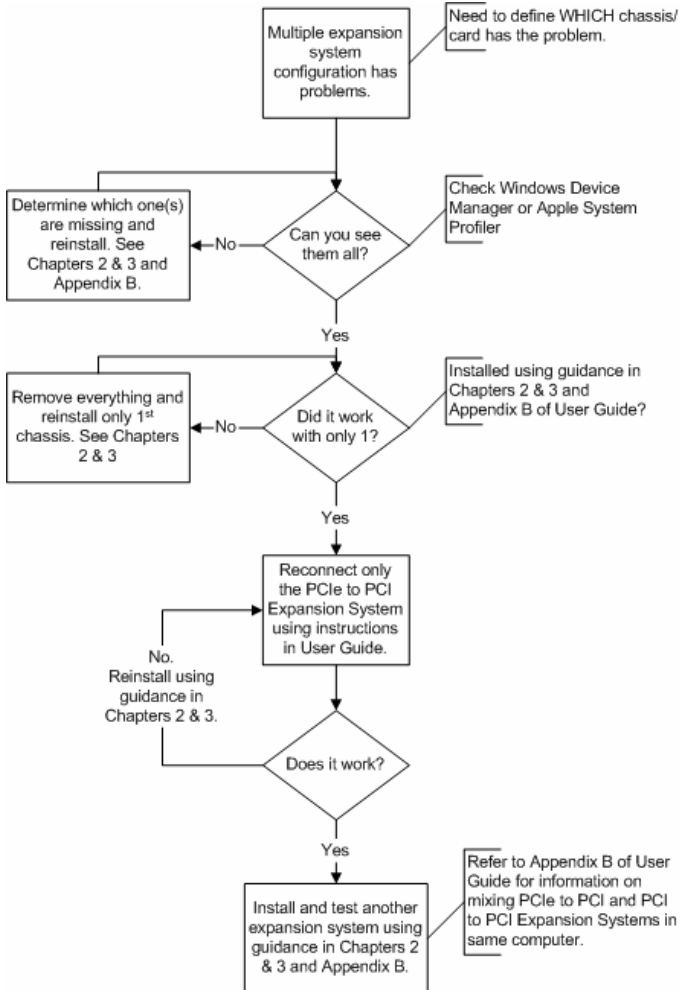 Multiple expansion
system
configuration has
problems.
Need to define WHICH chassis/
card has the problem.
Determine which one(s)
are missing and
reinstall. See
Chapters 2 & 3 and
Appendix B.
No
Can you see
them all?
Check Windows Device
Manager or Apple System
Profiler
Yes
Remove everything and
reinstall only 1st
chassis. See Chapters
2 & 3
No
Did it work
with only 1?
Installed using guidance in
Chapters 2 & 3 and
Appendix B of User Guide?
Yes
Reconnect only
the PCIe to PCI
Expansion System
using instructions
in User Guide.
No.
Reinstall using
guidance in
Chapters 2 & 3.
Does it work?
Yes
Install and test another
expansion system using
guidance in Chapters 2
& 3 and Appendix B.
Refer to Appendix B of User
Guide for information on
mixing PCIe to PCI and PCI
to PCI Expansion Systems in
same computer.